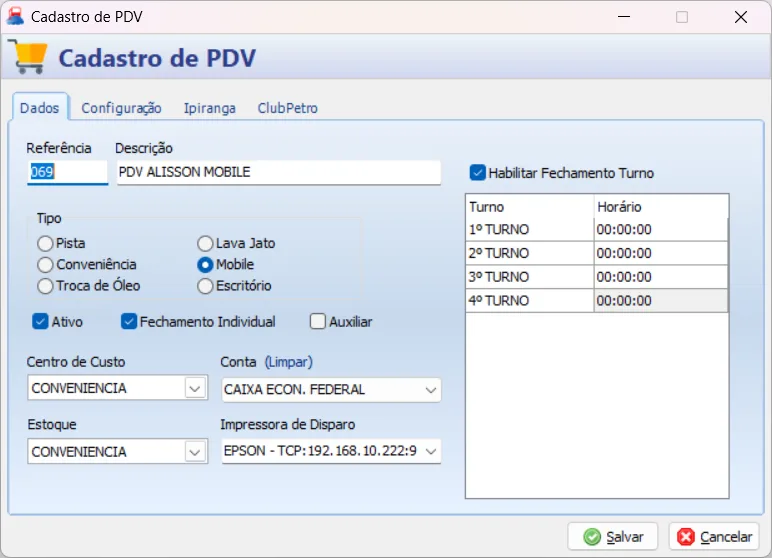 Cadastro de PDV
Cadastro de PDV
Dados Configuração Ipiranga ClubPetro
Referência Descrição
069 PDV ALISSON MOBILE
Habilitar Fechamento Turno
Turno Horário
1º TURNO 00:00:00
2º TURNO 00:00:00
3º TURNO 00:00:00
4º TURNO 00:00:00
Tipo
Pista Lava Jato
Conveniência Mobile
Troca de Óleo Escritório
Ativo Fechamento Individual Auxiliar
Centro de Custo Conta (Limpar)
CONVENIENCIA CAIXA ECON. FEDERAL
Estoque Impressora de Disparo
CONVENIENCIA EPSON - TCP:192.168.10.222:9
Salvar Cancelar